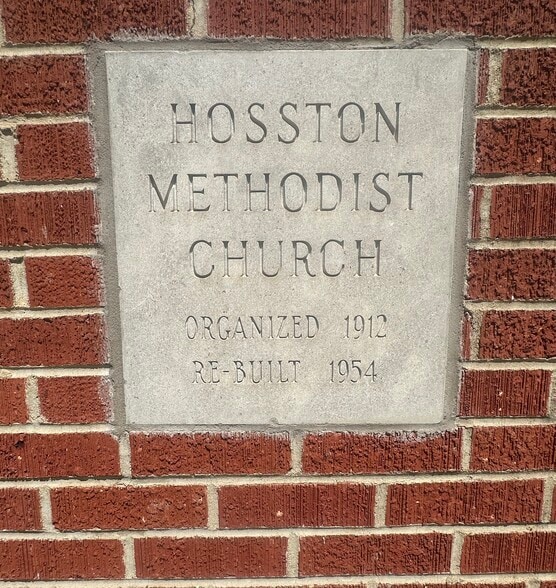 HOSSTON
METHODIST
CHURCH
ORGANIZED 1912
RE-BUILT 1954